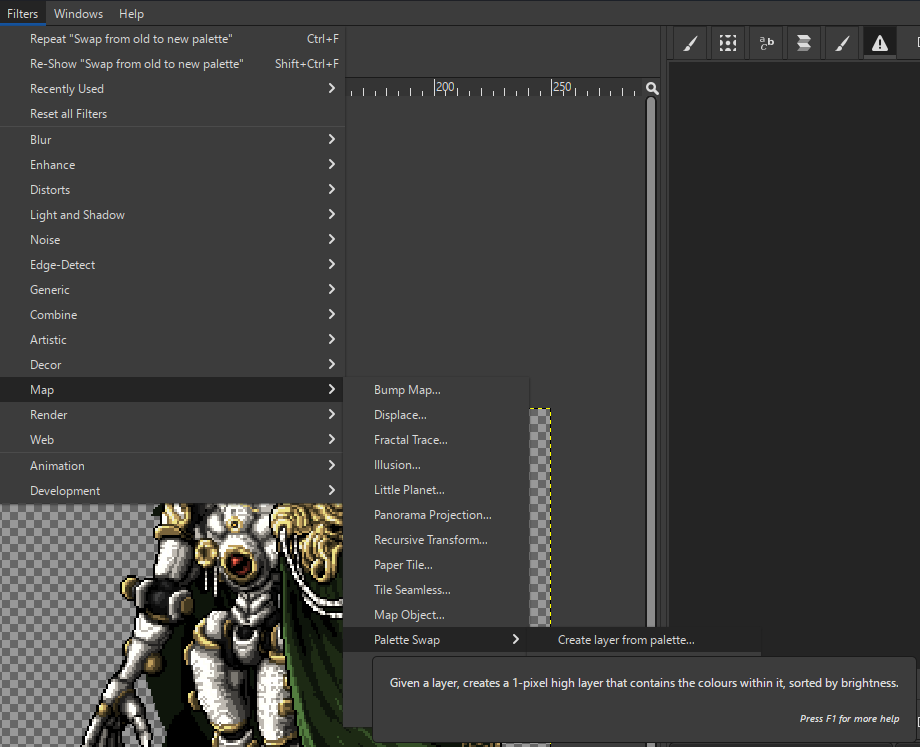 Filters Windows Help
Repeat "Swap from old to new palette" Ctrl+F
Re-Show "Swap from old to new palette" Shift+Ctrl+F
Recently Used
Reset all Filters
Blur
Enhance
Distorts
Light and Shadow
Noise
Edge-Detect
Generic
Combine
Artistic
Decor
Map
Render
Web
Animation
Development
200
250
abc
Bump Map...
Displace...
Fractal Trace...
Illusion...
Little Planet...
Panorama Projection...
Recursive Transform...
Paper Tile...
Tile Seamless...
Map Object...
Palette Swap
Create layer from palette...
Given a layer, creates a 1-pixel high layer that contains the colours within it, sorted by brightness.
Press F1 for more help